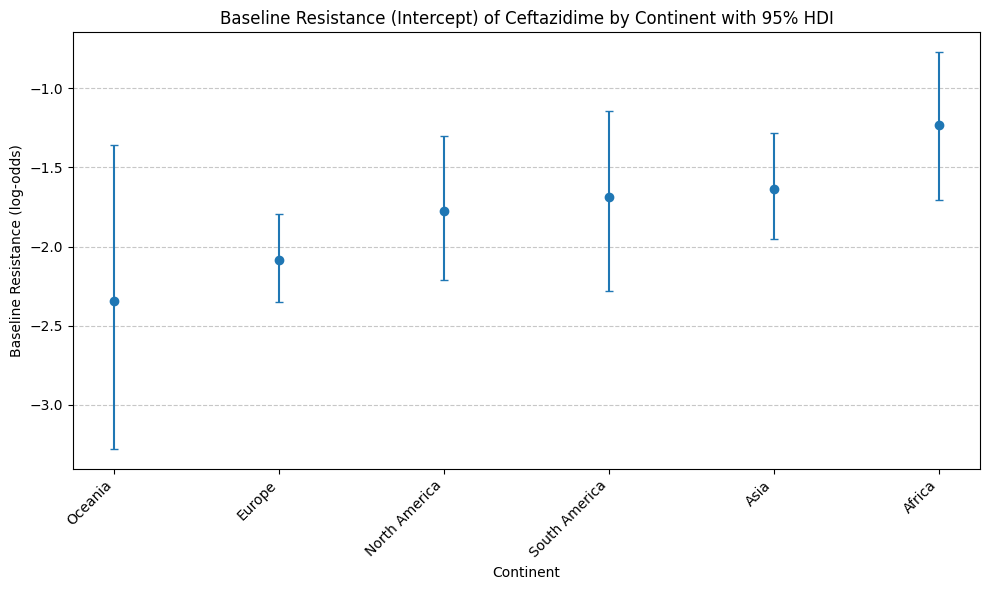 Baseline Resistance (Intercept) of Ceftazidime by Continent with 95% HDI
Baseline Resistance (log-odds)
−1.0
−1.5
−2.0
−2.5
−3.0
Oceania
Europe
North America
South America
Asia
Africa
Continent